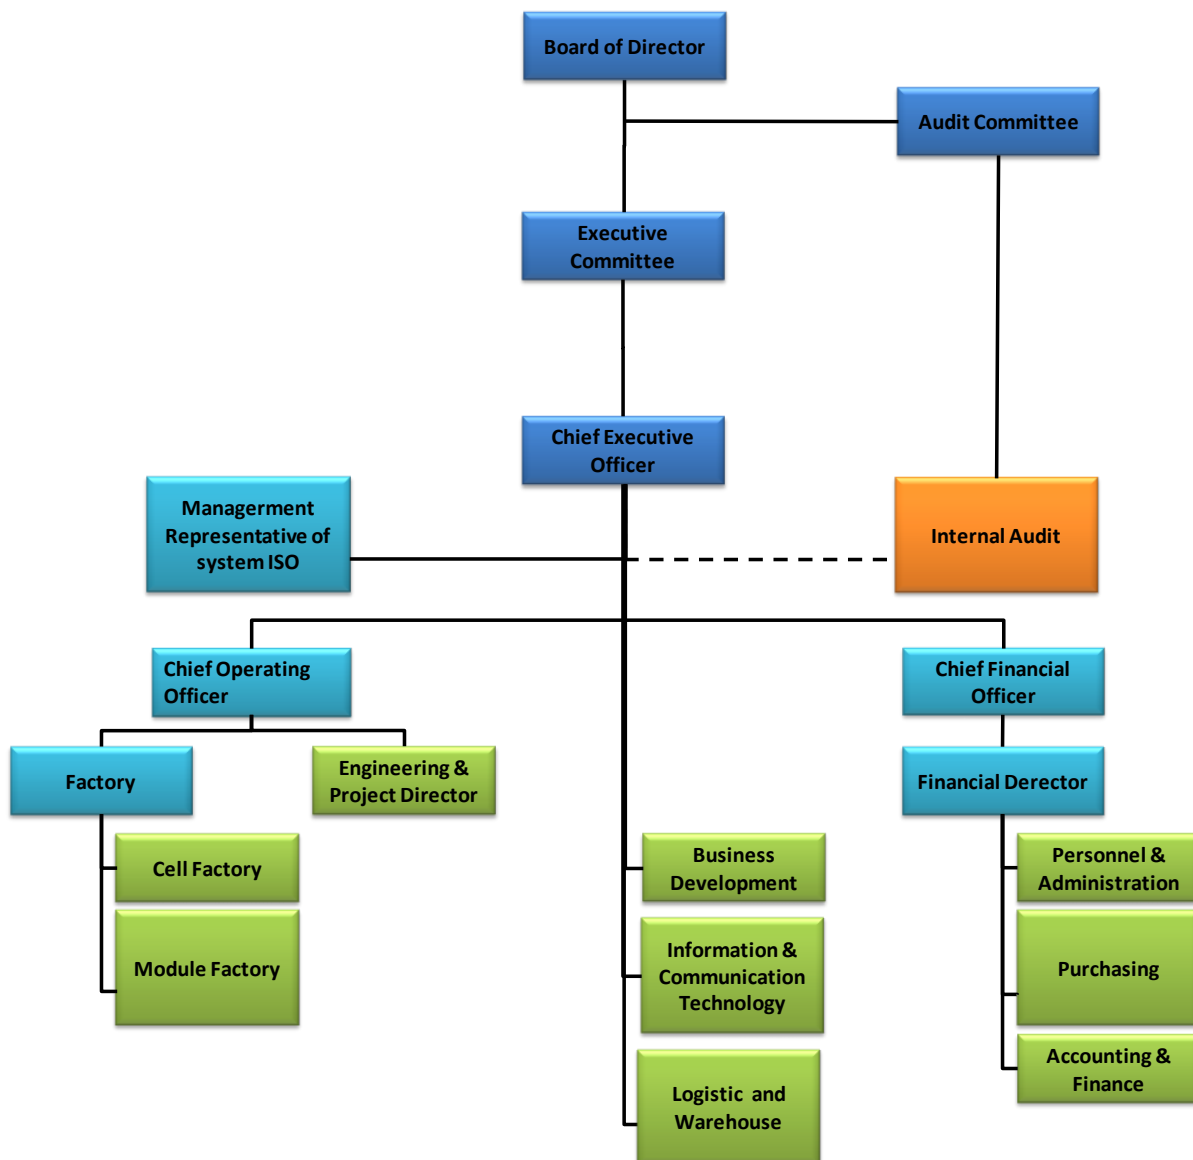 Board of Director
Audit Committee
Executive
Committee
Chief Executive
Officer
Managerment
Representative of
system ISO
Internal Audit
Chief Operating
Officer
Chief Financial
Officer
Factory
Engineering &
Project Director
Financial Derector
Cell Factory
Module Factory
Business
Development
Information &
Communication
Technology
Logistic and
Warehouse
Personnel &
Administration
Purchasing
Accounting &
Finance